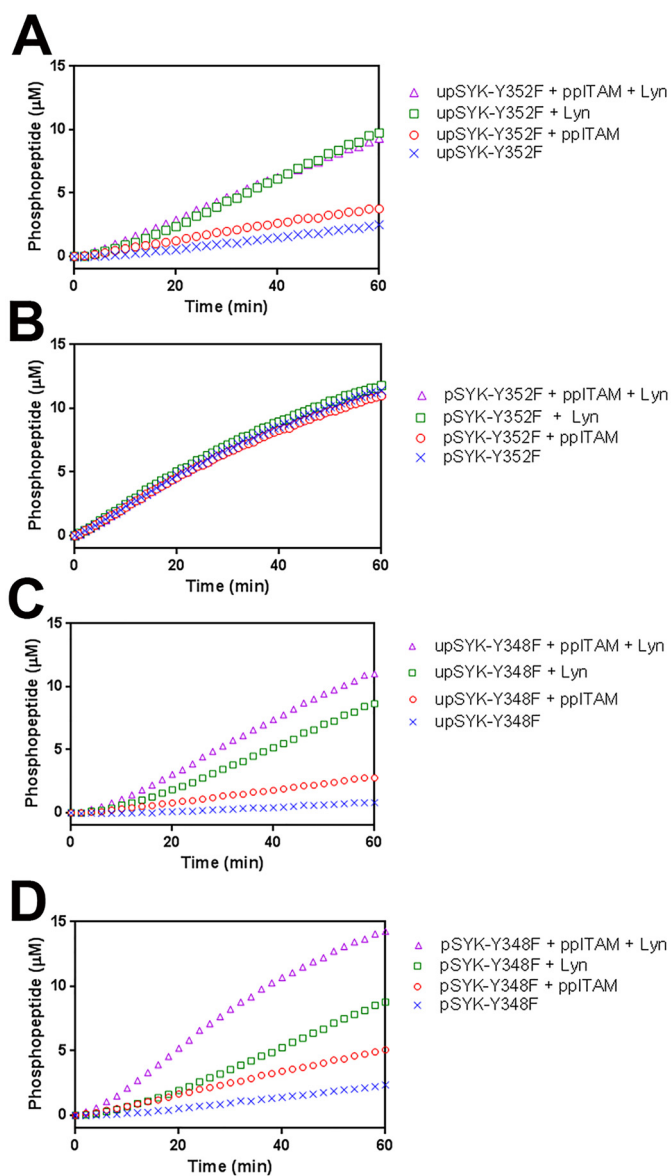 A
Phosphopeptide (µM)
15
10
5
0
0 20 40 60
Time (min)
upSYK-Y352F + ppITAM + Lyn
upSYK-Y352F + Lyn
upSYK-Y352F + ppITAM
upSYK-Y352F
B
Phosphopeptide (µM)
15
10
5
0
0 20 40 60
Time (min)
pSYK-Y352F + ppITAM + Lyn
pSYK-Y352F + Lyn
pSYK-Y352F + ppITAM
pSYK-Y352F
C
Phosphopeptide (µM)
15
10
5
0
0 20 40 60
Time (min)
upSYK-Y348F + ppITAM + Lyn
upSYK-Y348F + Lyn
upSYK-Y348F + ppITAM
upSYK-Y348F
D
Phosphopeptide (µM)
15
10
5
0
0 20 40 60
Time (min)
pSYK-Y348F + ppITAM + Lyn
pSYK-Y348F + Lyn
pSYK-Y348F + ppITAM
pSYK-Y348F